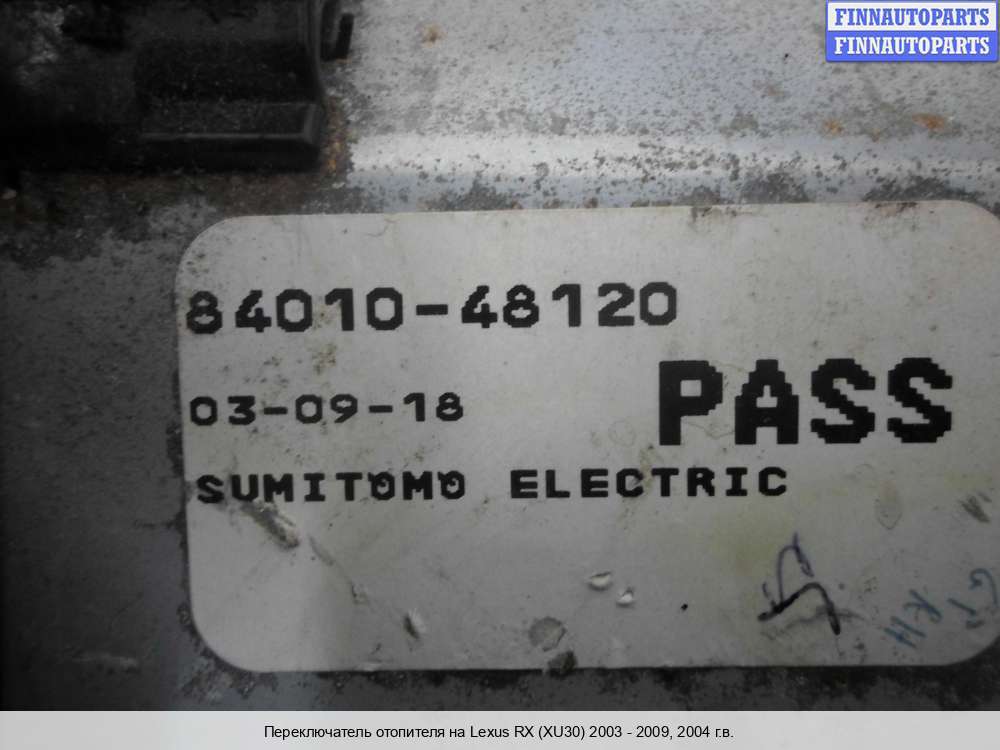 FINNAUTOPARTS
FINNAUTOPARTS
84010-48120
03-09-18
PASS
SUMITOMO ELECTRIC
Переключатель отопителя на Lexus RX (XU30) 2003 - 2009, 2004 г.в.